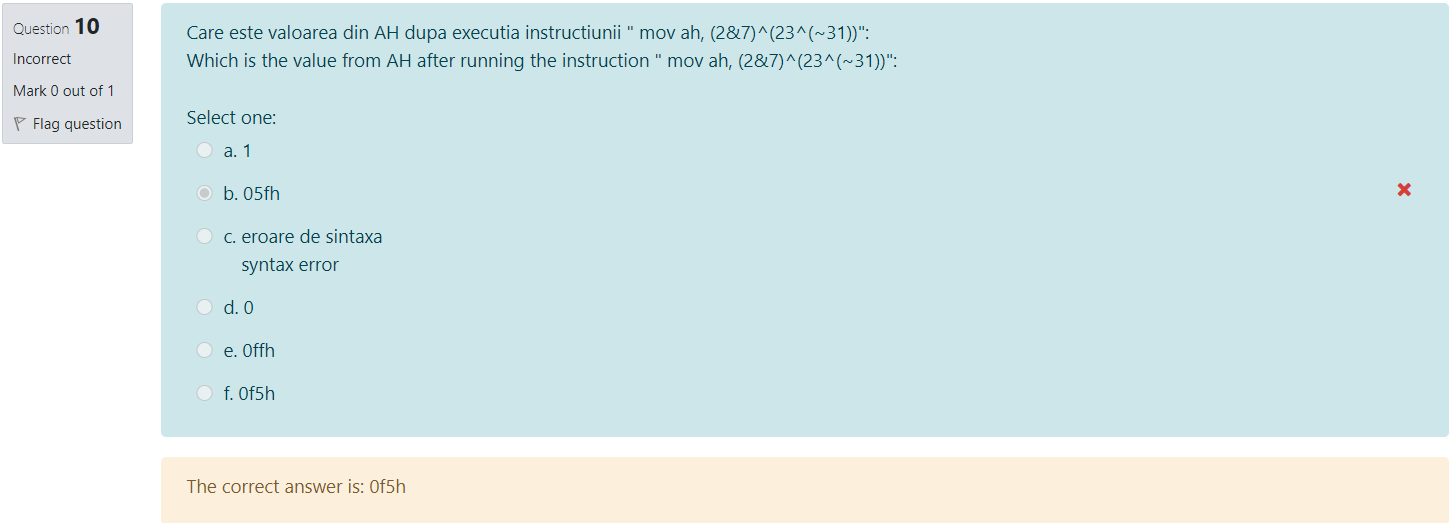 Question 10
Incorrect
Mark 0 out of 1
Flag question
Care este valoarea din AH dupa executia instructiunii " mov ah, (2&7)^(23^(~31))":
Which is the value from AH after running the instruction " mov ah, (2&7)^(23^(~31))":
Select one:
a. 1
b. 05fh
c. eroare de sintaxa
syntax error
d. 0
e. 0ffh
f. 0f5h
The correct answer is: 0f5h